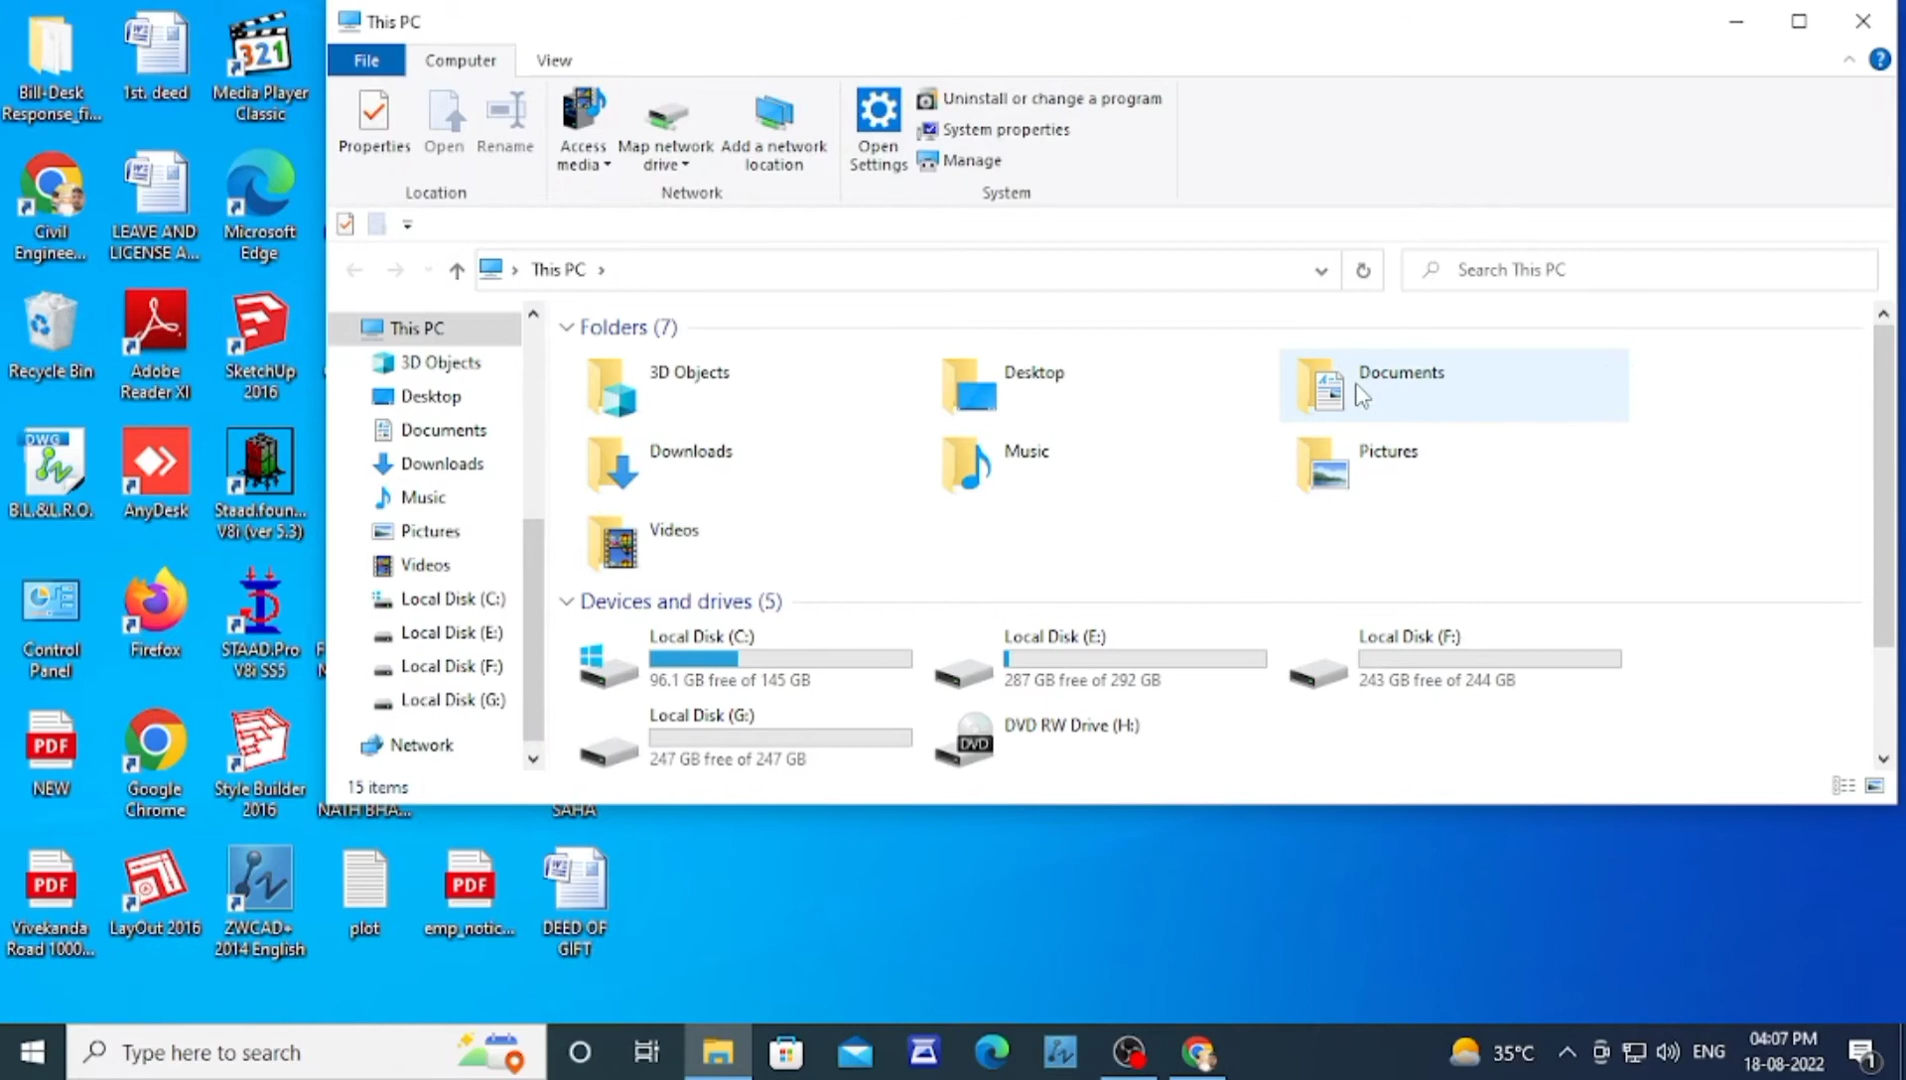 Bill-Desk
Response_fi...
1st. deed
321
Media Player
Classic
Civil
Enginee...
LEAVE AND
LICENSE A...
Microsoft
Edge
Recycle Bin
Adobe
Reader XI
SketchUp
2016
DWG
B.L.&L.R.O.
AnyDesk
Staad.foun...
V8i (ver 5.3)
Control
Panel
Firefox
STAAD.Pro
V8i SS5
PDF
NEW
Google
Chrome
Style Builder
2016
SAHA
PDF
Vivekanda
Road 1000...
LayOut 2016
ZWCAD+
2014 English
plot
PDF
emp_notic...
DEED OF
GIFT
This PC
File
Computer
View
Properties
Open
Rename
Location
Access
media
Map network
drive
Add a network
location
Network
Open
Settings
Uninstall or change a program
System properties
Manage
System
This PC
Search This PC
This PC
3D Objects
Desktop
Documents
Downloads
Music
Pictures
Videos
Local Disk (C:)
Local Disk (E:)
Local Disk (F:)
Local Disk (G:)
Network
Folders (7)
3D Objects
Desktop
Documents
Downloads
Music
Pictures
Videos
Devices and drives (5)
Local Disk (C:)
96.1 GB free of 145 GB
Local Disk (E:)
287 GB free of 292 GB
Local Disk (F:)
243 GB free of 244 GB
Local Disk (G:)
247 GB free of 247 GB
DVD
DVD RW Drive (H:)
15 items
Type here to search
35°C
ENG
04:07 PM
18-08-2022
1